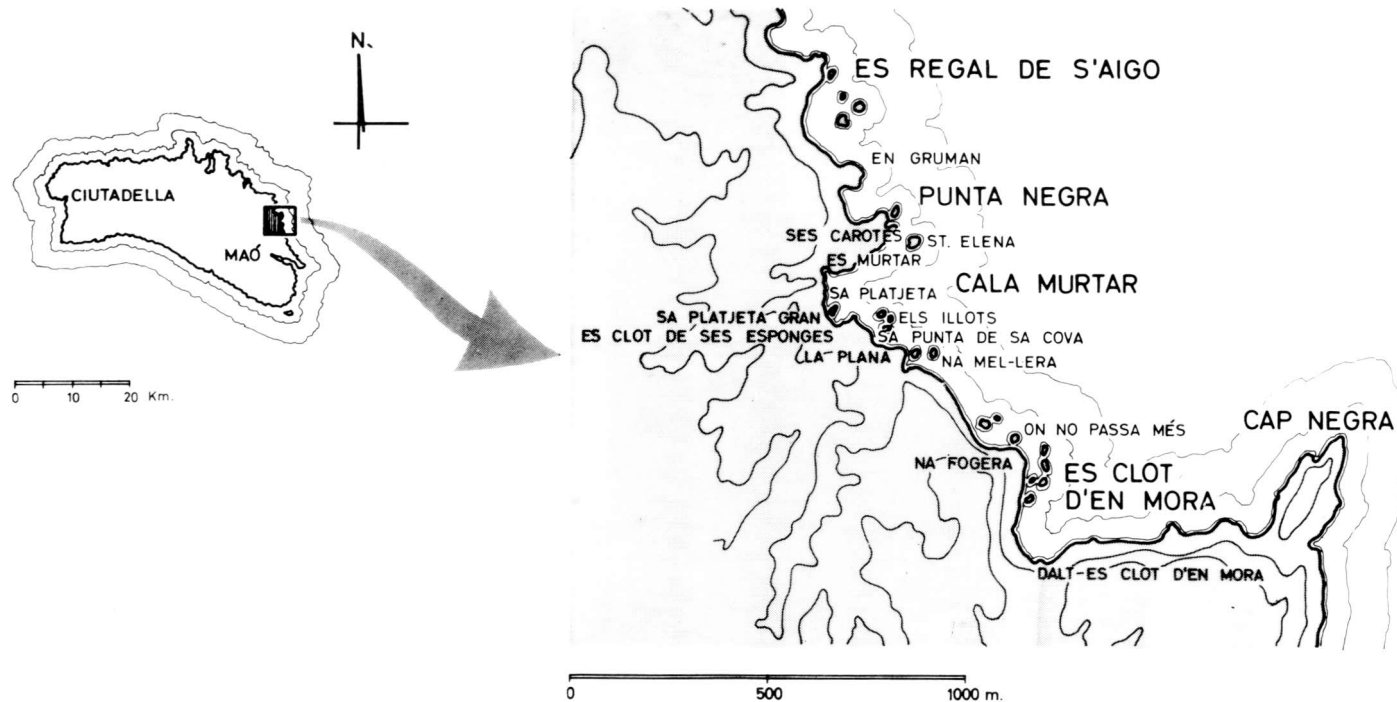 N.
CIUTADELLA
MAÓ
0 10 20 Km.
ES REGAL DE S'AIGO
EN GRUMAN
PUNTA NEGRA
SES CAROTES
ST. ELENA
ES MURTAR
CALA MURTAR
SA PLATJETA
SA PLATJETA GRAN
ELS ILLOTS
ES CLOT DE SES ESPONGES
SA PUNTA DE SA COVA
LA PLANA
NA MEL-LERA
CAP NEGRA
ON NO PASSA MÉS
NA FOGERA
ES CLOT
D'EN MORA
DALT-ES CLOT D'EN MORA
0 500 1000 m.